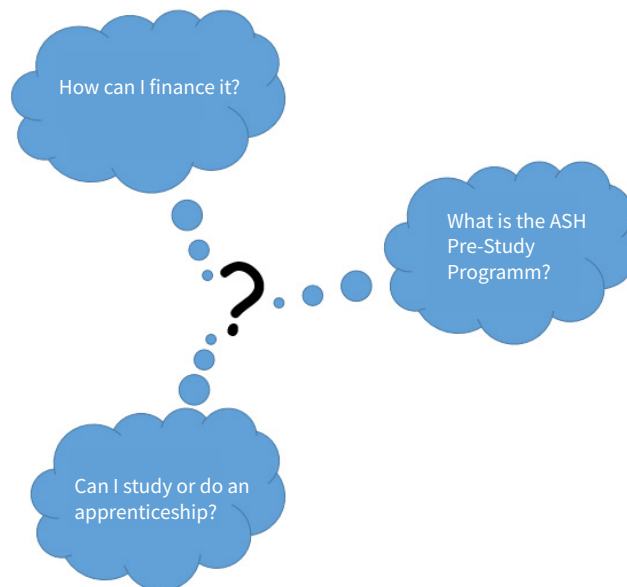 How can I finance it?
What is the ASH
Pre-Study
Programm?
?
Can I study or do an
apprenticeship?